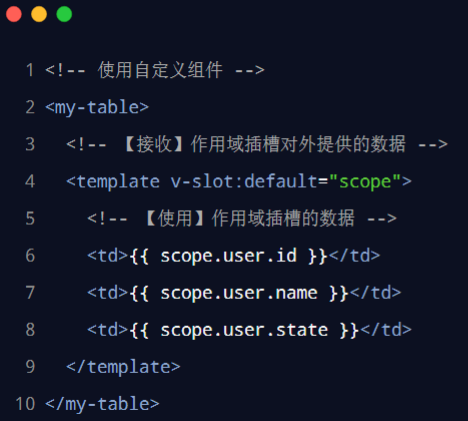 1 <!-- 使用自定义组件 -->
2 <my-table>
3   <!-- 【接收】作用域插槽对外提供的数据 -->
4   <template v-slot:default="scope">
5     <!-- 【使用】作用域插槽的数据 -->
6     <td>{{ scope.user.id }}</td>
7     <td>{{ scope.user.name }}</td>
8     <td>{{ scope.user.state }}</td>
9   </template>
10 </my-table>